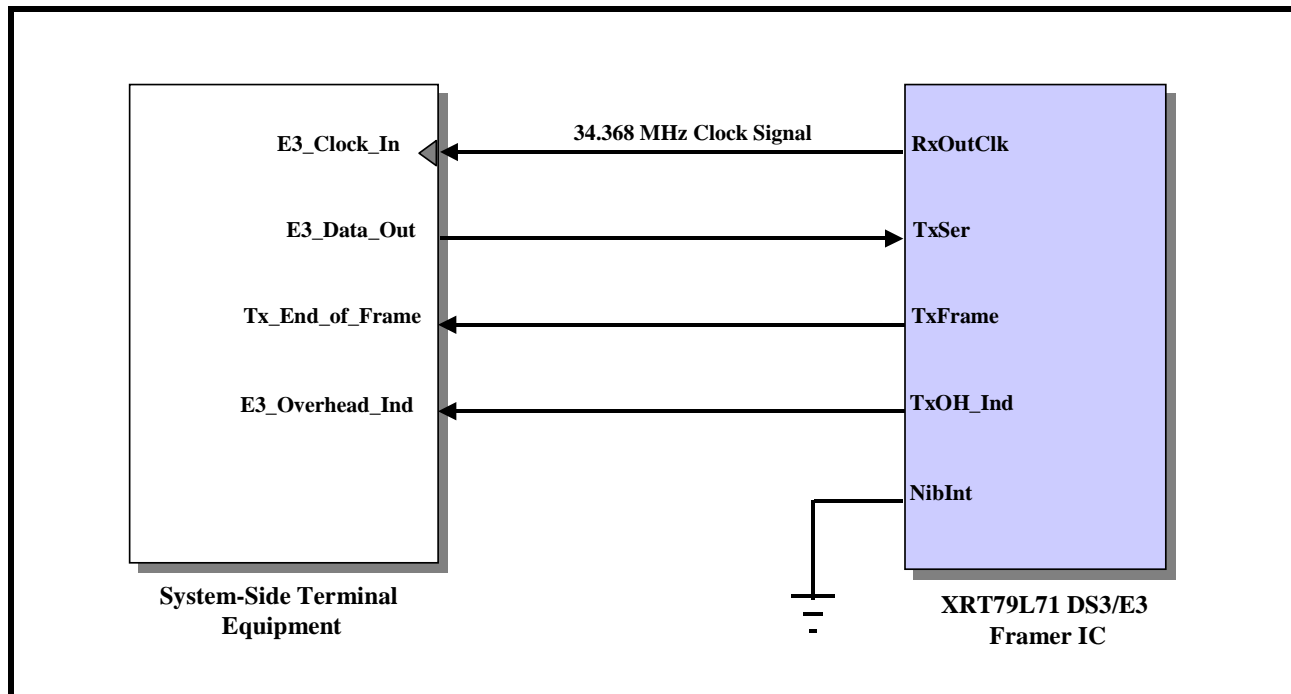 34.368 MHz Clock Signal
E3_Clock_In
RxOutClk
E3_Data_Out
TxSer
Tx_End_of_Frame
TxFrame
E3_Overhead_Ind
TxOH_Ind
NibInt
System-Side Terminal
Equipment
XRT79L71 DS3/E3
Framer IC